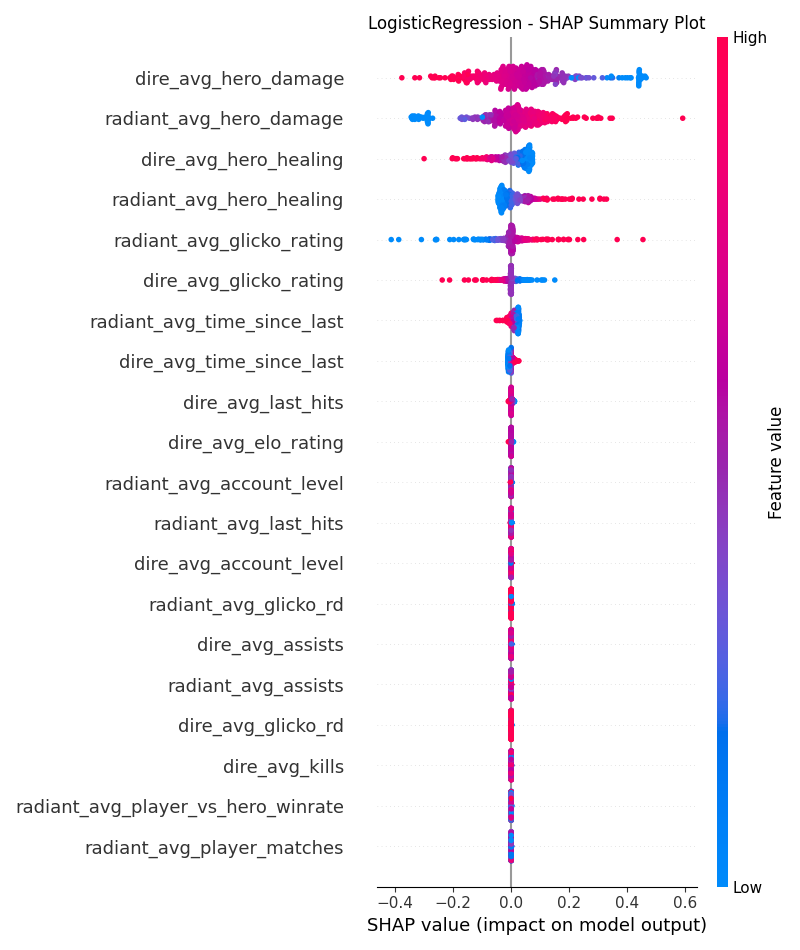 LogisticRegression - SHAP Summary Plot
High
dire_avg_hero_damage
radiant_avg_hero_damage
dire_avg_hero_healing
radiant_avg_hero_healing
radiant_avg_glicko_rating
dire_avg_glicko_rating
radiant_avg_time_since_last
dire_avg_time_since_last
dire_avg_last_hits
dire_avg_elo_rating
radiant_avg_account_level
radiant_avg_last_hits
dire_avg_account_level
radiant_avg_glicko_rd
dire_avg_assists
radiant_avg_assists
dire_avg_glicko_rd
dire_avg_kills
radiant_avg_player_vs_hero_winrate
radiant_avg_player_matches
Feature value
Low
−0.4 −0.2 0.0 0.2 0.4 0.6
SHAP value (impact on model output)